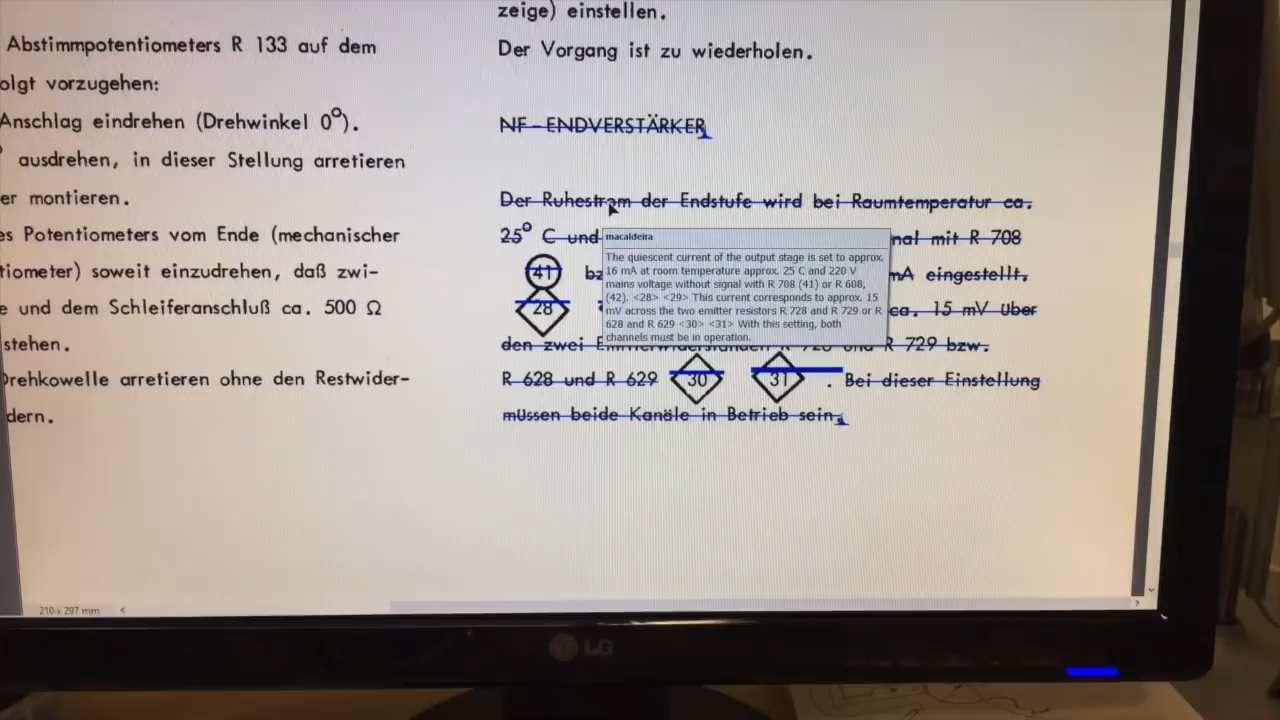 Abstimmpotentiometers R 133 auf dem
olgt vorzugehen:
Anschlag eindrehen (Drehwinkel 0°).
° ausdrehen, in dieser Stellung arretieren
er montieren.
es Potentiometers vom Ende (mechanischer
tiometer) soweit einzudrehen, daß zwi-
e und dem Schleiferanschluß ca. 500 Ω
stehen.
Drehkowelle arretieren ohne den Restwider-
dern.
zeige) einstellen.
Der Vorgang ist zu wiederholen.
NF-ENDVERSTÄRKER
Der Ruhestrom der Endstufe wird bei Raumtemperatur ca.
25° C und nal mit R 708
41 bz mA eingestellt.
28 ca. 15 mV über
den zwei R 729 bzw.
R 628 und R 629 30 31 . Bei dieser Einstellung
müssen beide Kanäle in Betrieb sein.
macaldeira
The quiescent current of the output stage is set to approx.
16 mA at room temperature approx. 25 C and 220 V
mains voltage without signal with R 708 (41) or R 608,
(42). <28> <29> This current corresponds to approx. 15
mV across the two emitter resistors R 728 and R 729 or R
628 and R 629 <30> <31> With this setting, both
channels must be in operation.
210 x 297 mm
LG